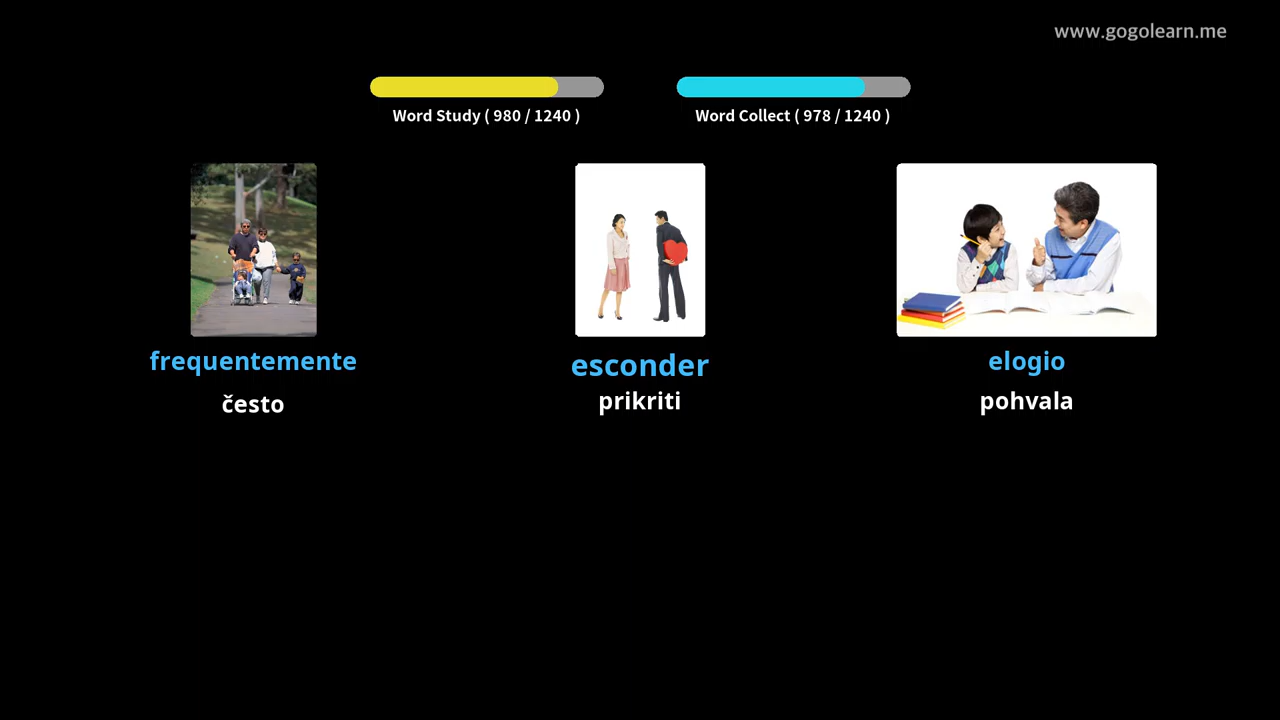 www.gogolearn.me
Word Study ( 980 / 1240 )
Word Collect ( 978 / 1240 )
frequentemente
često
esconder
prikriti
elogio
pohvala